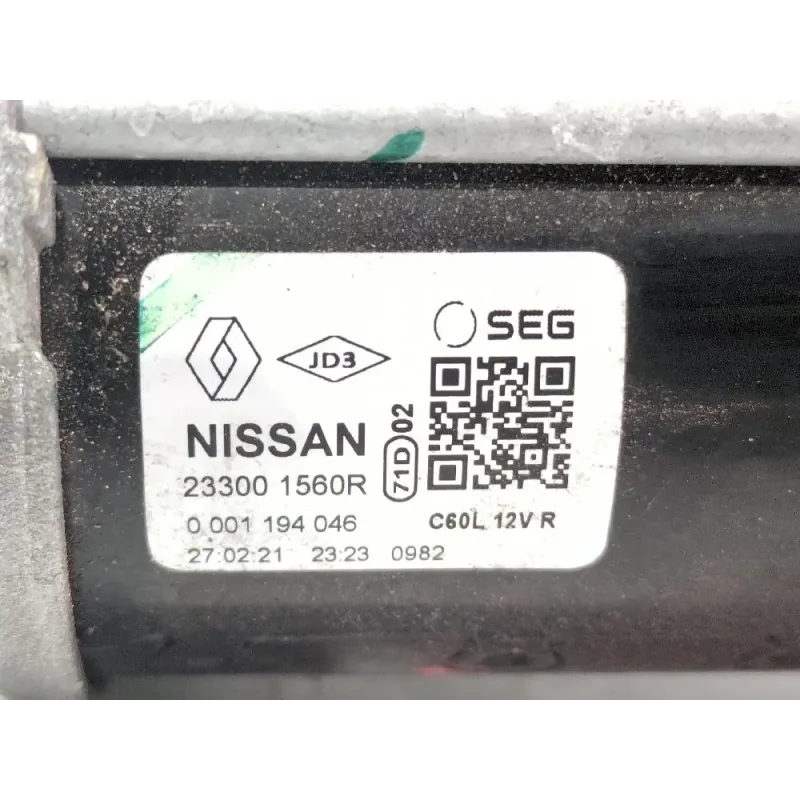 SEG
JD3
NISSAN
71D 02
23300 1560R
0 001 194 046
C60L 12V R
27:02:21 23:23 0982